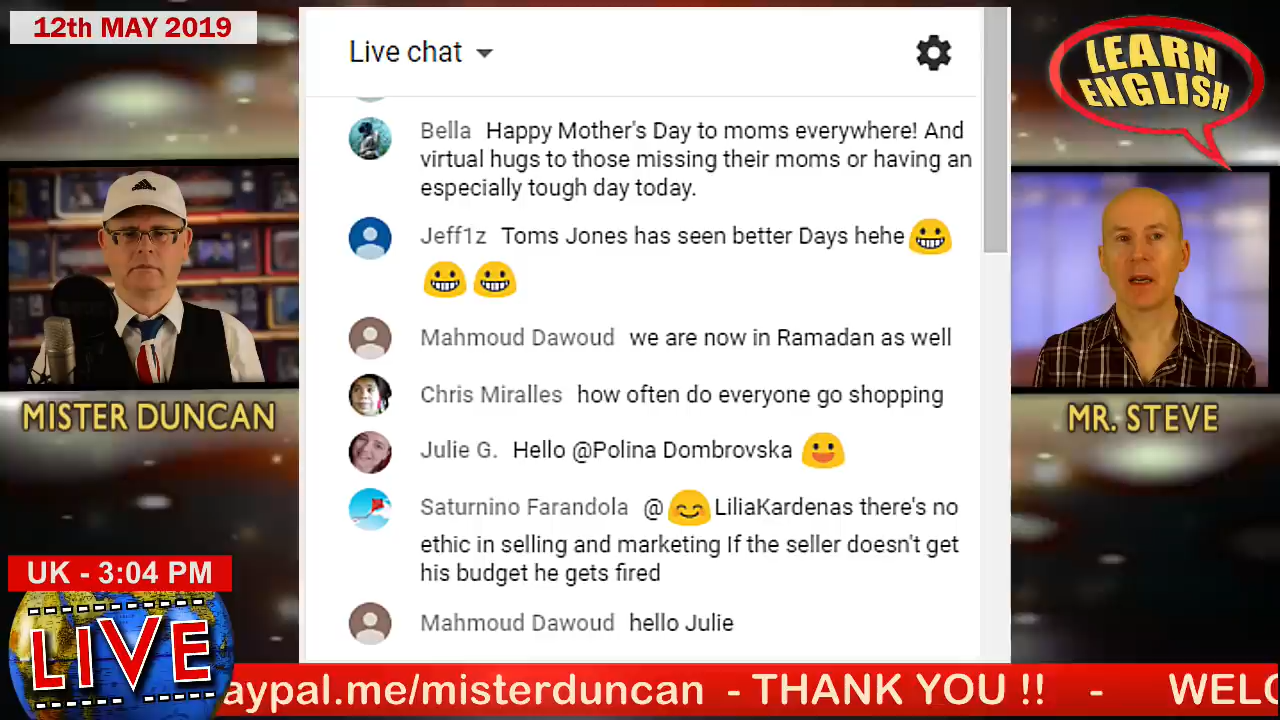 12th MAY 2019
LEARN
ENGLISH
Live chat
Bella Happy Mother's Day to moms everywhere! And
virtual hugs to those missing their moms or having an
especially tough day today.
Jeff1z Toms Jones has seen better Days hehe
Mahmoud Dawoud we are now in Ramadan as well
Chris Miralles how often do everyone go shopping
Julie G. Hello @Polina Dombrovska
Saturnino Farandola @😊LiliaKardenas there's no
ethic in selling and marketing If the seller doesn't get
his budget he gets fired
Mahmoud Dawoud hello Julie
MISTER DUNCAN
MR. STEVE
UK - 3:04 PM
LIVE
aypal.me/misterduncan - THANK YOU !! - WELC